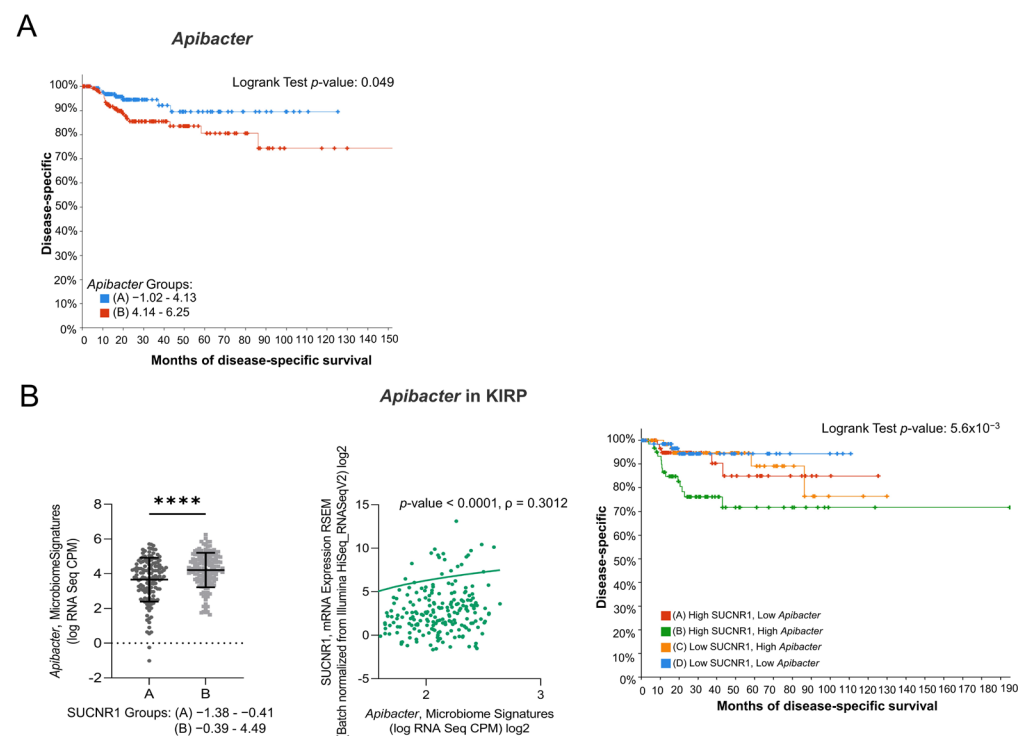 A
Apibacter
Logrank Test p-value: 0.049
100%
90%
80%
70%
60%
50%
40%
30%
20%
10%
0%
Disease-specific
Apibacter Groups:
(A) −1.02 - 4.13
(B) 4.14 - 6.25
0 10 20 30 40 50 60 70 80 90 100 110 120 130 140 150
Months of disease-specific survival
B
Apibacter in KIRP
Apibacter, MicrobiomeSignatures
(log RNA Seq CPM)
8
6
4
2
0
-2
****
A B
SUCNR1 Groups: (A) −1.38 - −0.41
(B) −0.39 - 4.49
SUCNR1, mRNA Expression RSEM
(Batch normalized from Illumina HiSeq_RNASeqV2) log2
15
10
5
0
-5
p-value < 0.0001, ρ = 0.3012
2 3
Apibacter, Microbiome Signatures
(log RNA Seq CPM) log2
Logrank Test p-value: 5.6x10−3
100%
90%
80%
70%
60%
50%
40%
30%
20%
10%
0%
Disease-specific
(A) High SUCNR1, Low Apibacter
(B) High SUCNR1, High Apibacter
(C) Low SUCNR1, High Apibacter
(D) Low SUCNR1, Low Apibacter
0 10 20 30 40 50 60 70 80 90 100 110 120 130 140 150 160 170 180 190
Months of disease-specific survival